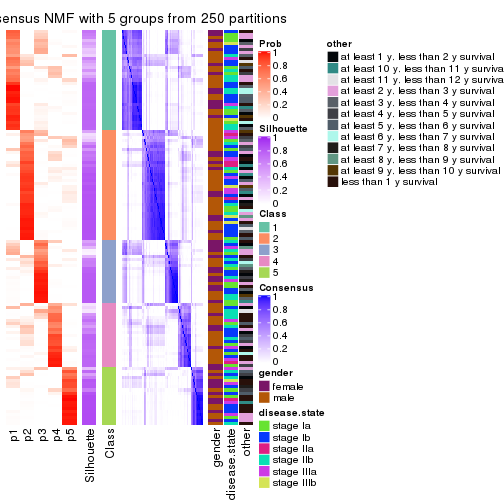 sensus NMF with 5 groups from 250 partitions
Prob
1
0.8
0.6
0.4
0.2
0
Silhouette
1
0.8
0.6
0.4
0.2
0
Class
1
2
3
4
5
Consensus
1
0.8
0.6
0.4
0.2
0
gender
female
male
disease.state
stage Ia
stage Ib
stage IIa
stage IIb
stage IIIa
stage IIIb
other
at least 1 y. less than 2 y survival
at least 10 y. less than 11 y surviva
at least 11 y. less than 12 y surviva
at least 2 y. less than 3 y survival
at least 3 y. less than 4 y survival
at least 4 y. less than 5 y survival
at least 5 y. less than 6 y survival
at least 6 y. less than 7 y survival
at least 7 y. less than 8 y survival
at least 8 y. less than 9 y survival
at least 9 y. less than 10 y survival
less than 1 y survival
p1
p2
p3
p4
p5
Silhouette
Class
gender
disease.state
other